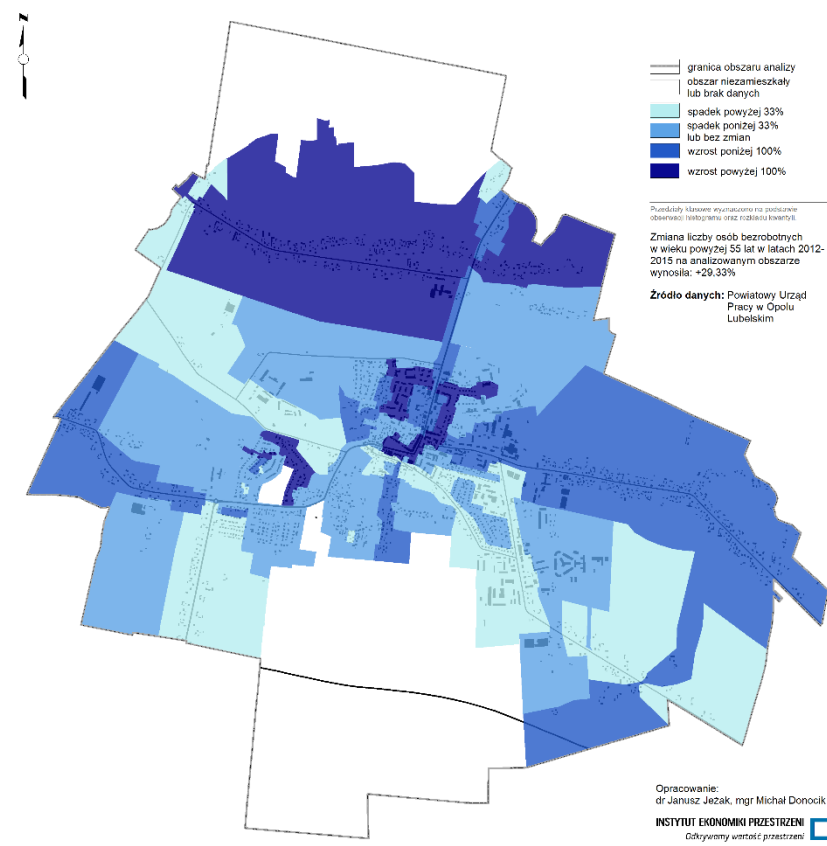 N
granica obszaru analizy
obszar niezamieszkały
lub brak danych
spadek powyżej 33%
spadek poniżej 33%
lub bez zmian
wzrost poniżej 100%
wzrost powyżej 100%
Przedziały klasowe wyznaczono na podstawie
obserwacji histogramu oraz rozkładu kwantyli.
Zmiana liczby osób bezrobotnych
w wieku powyżej 55 lat w latach 2012-
2015 na analizowanym obszarze
wynosiła: +29,33%
Źródło danych: Powiatowy Urząd
Pracy w Opolu
Lubelskim
Opracowanie:
dr Janusz Jeżak, mgr Michał Donocik
INSTYTUT EKONOMIKI PRZESTRZENI
Odkrywamy wartość przestrzeni